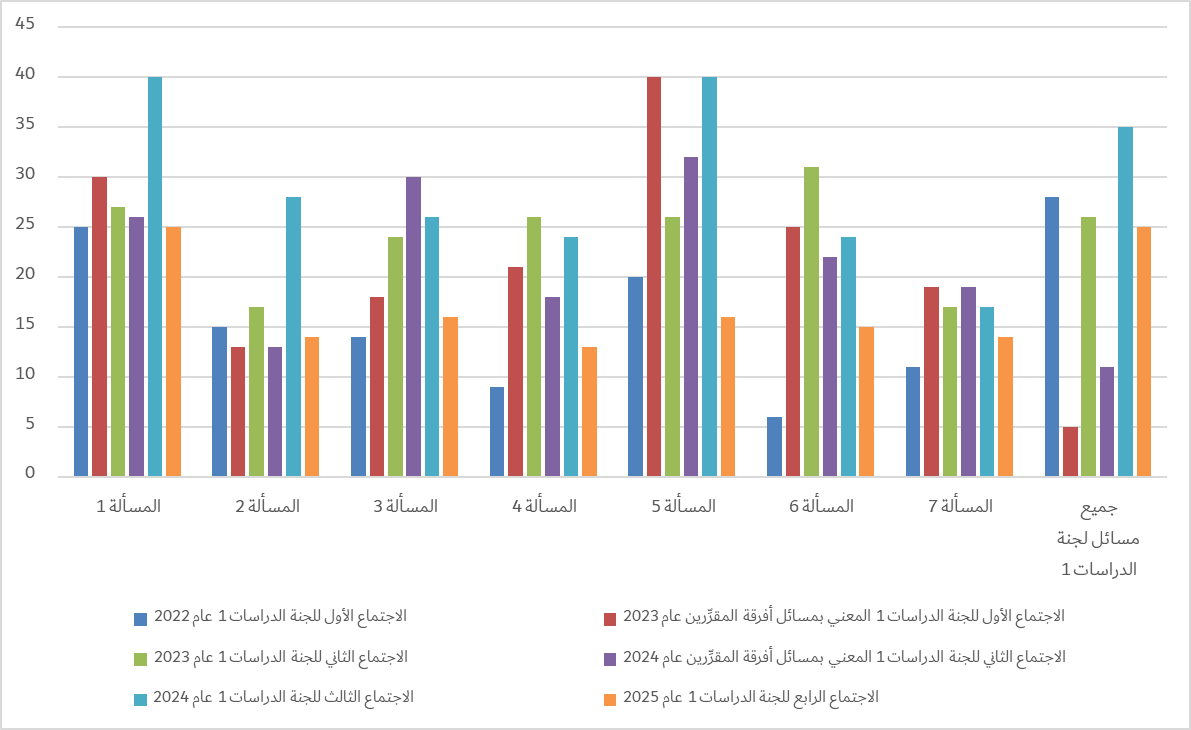 45
40
35
30
25
20
15
10
5
0
المسألة 1
المسألة 2
المسألة 3
المسألة 4
المسألة 5
المسألة 6
المسألة 7
جميع
مسائل لجنة
الدراسات 1
الاجتماع الأول للجنة الدراسات 1 عام 2022
الاجتماع الأول للجنة الدراسات 1 المعني بمسائل أفرقة المقرِّرين عام 2023
الاجتماع الثاني للجنة الدراسات 1 عام 2023
الاجتماع الثاني للجنة الدراسات 1 المعني بمسائل أفرقة المقرِّرين عام 2024
الاجتماع الثالث للجنة الدراسات 1 عام 2024
الاجتماع الرابع للجنة الدراسات 1 عام 2025